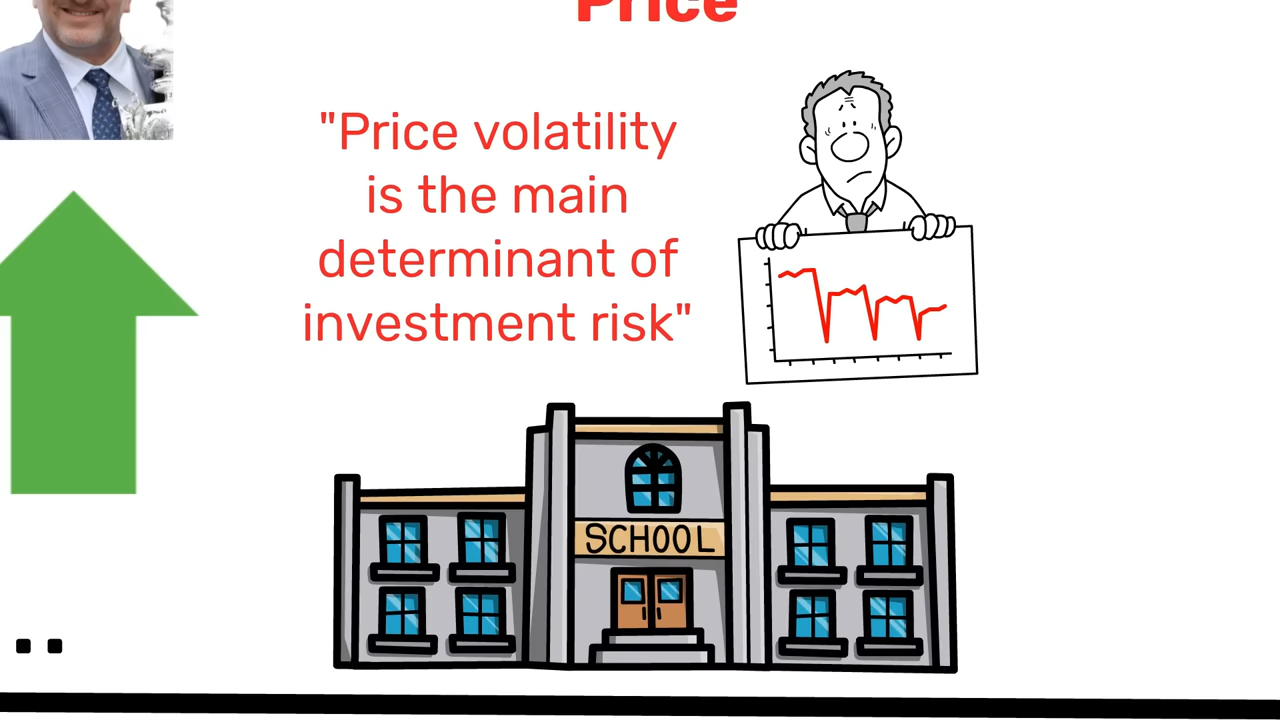 Price
"Price volatility
is the main
determinant of
investment risk"
SCHOOL
..